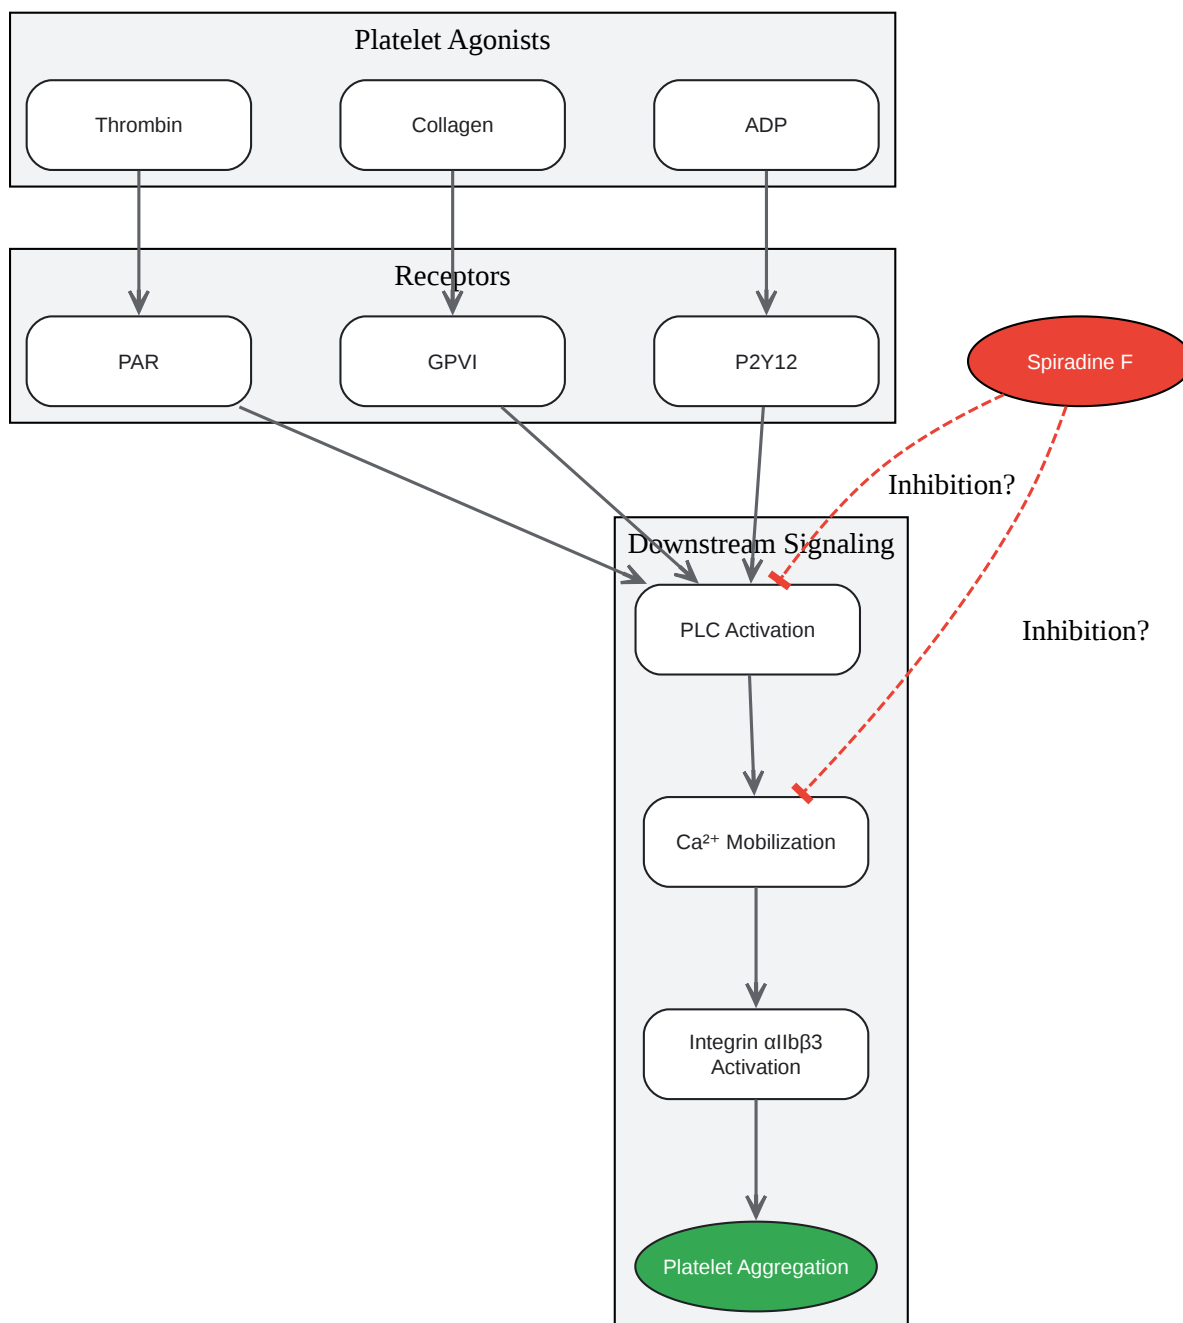 Platelet Agonists
Thrombin
Collagen
ADP
Receptors
PAR
GPVI
P2Y12
Spiradine F
Inhibition?
Downstream Signaling
PLC Activation
Inhibition?
Ca²⁺ Mobilization
Integrin αIIbβ3
Activation
Platelet Aggregation